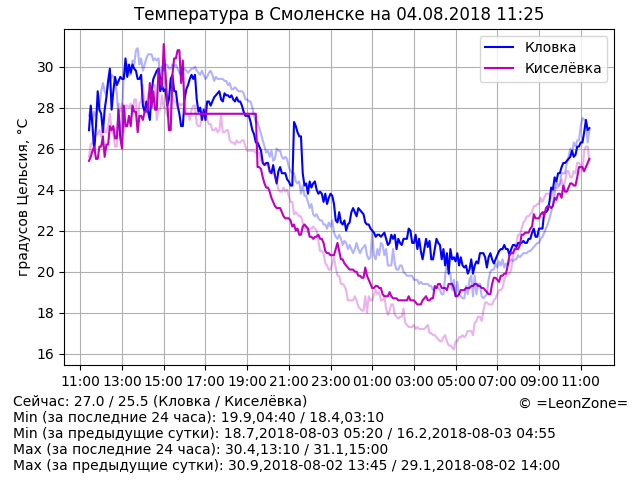 Температура в Смоленске на 04.08.2018 11:25
Кловка
Киселёвка
градусов Цельсия, °C
30
28
26
24
22
20
18
16
11:00 13:00 15:00 17:00 19:00 21:00 23:00 01:00 03:00 05:00 07:00 09:00 11:00
Сейчас: 27.0 / 25.5 (Кловка / Киселёвка)
© =LeonZone=
Min (за последние 24 часа): 19.9,04:40 / 18.4,03:10
Min (за предыдущие сутки): 18.7,2018-08-03 05:20 / 16.2,2018-08-03 04:55
Max (за последние 24 часа): 30.4,13:10 / 31.1,15:00
Max (за предыдущие сутки): 30.9,2018-08-02 13:45 / 29.1,2018-08-02 14:00